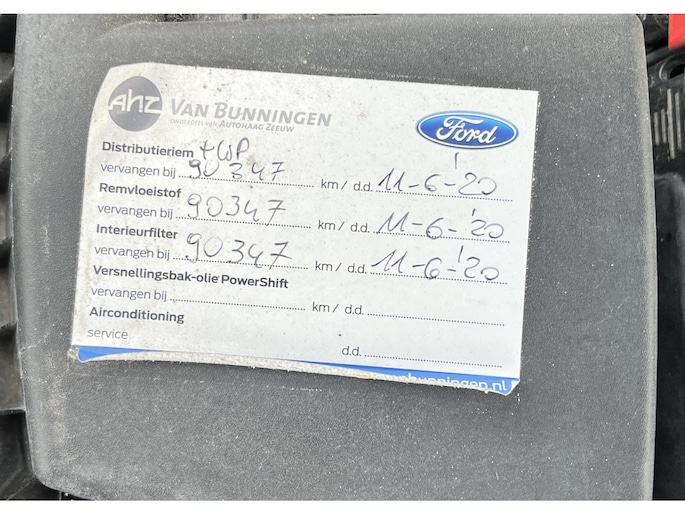 AHZ VAN BUNNINGEN
ONDERDEEL VAN AUTOHAAG ZEEUW
Ford
Distributieriem + WP
vervangen bij 90347 km / d.d. 11-6-'20
Remvloeistof
vervangen bij 90347 km / d.d. 11-6-'20
Interieurfilter
vervangen bij 90347 km / d.d. 11-6-'20
Versnellingsbak-olie PowerShift
vervangen bij km / d.d.
Airconditioning
service d.d.
nbunningen.nl